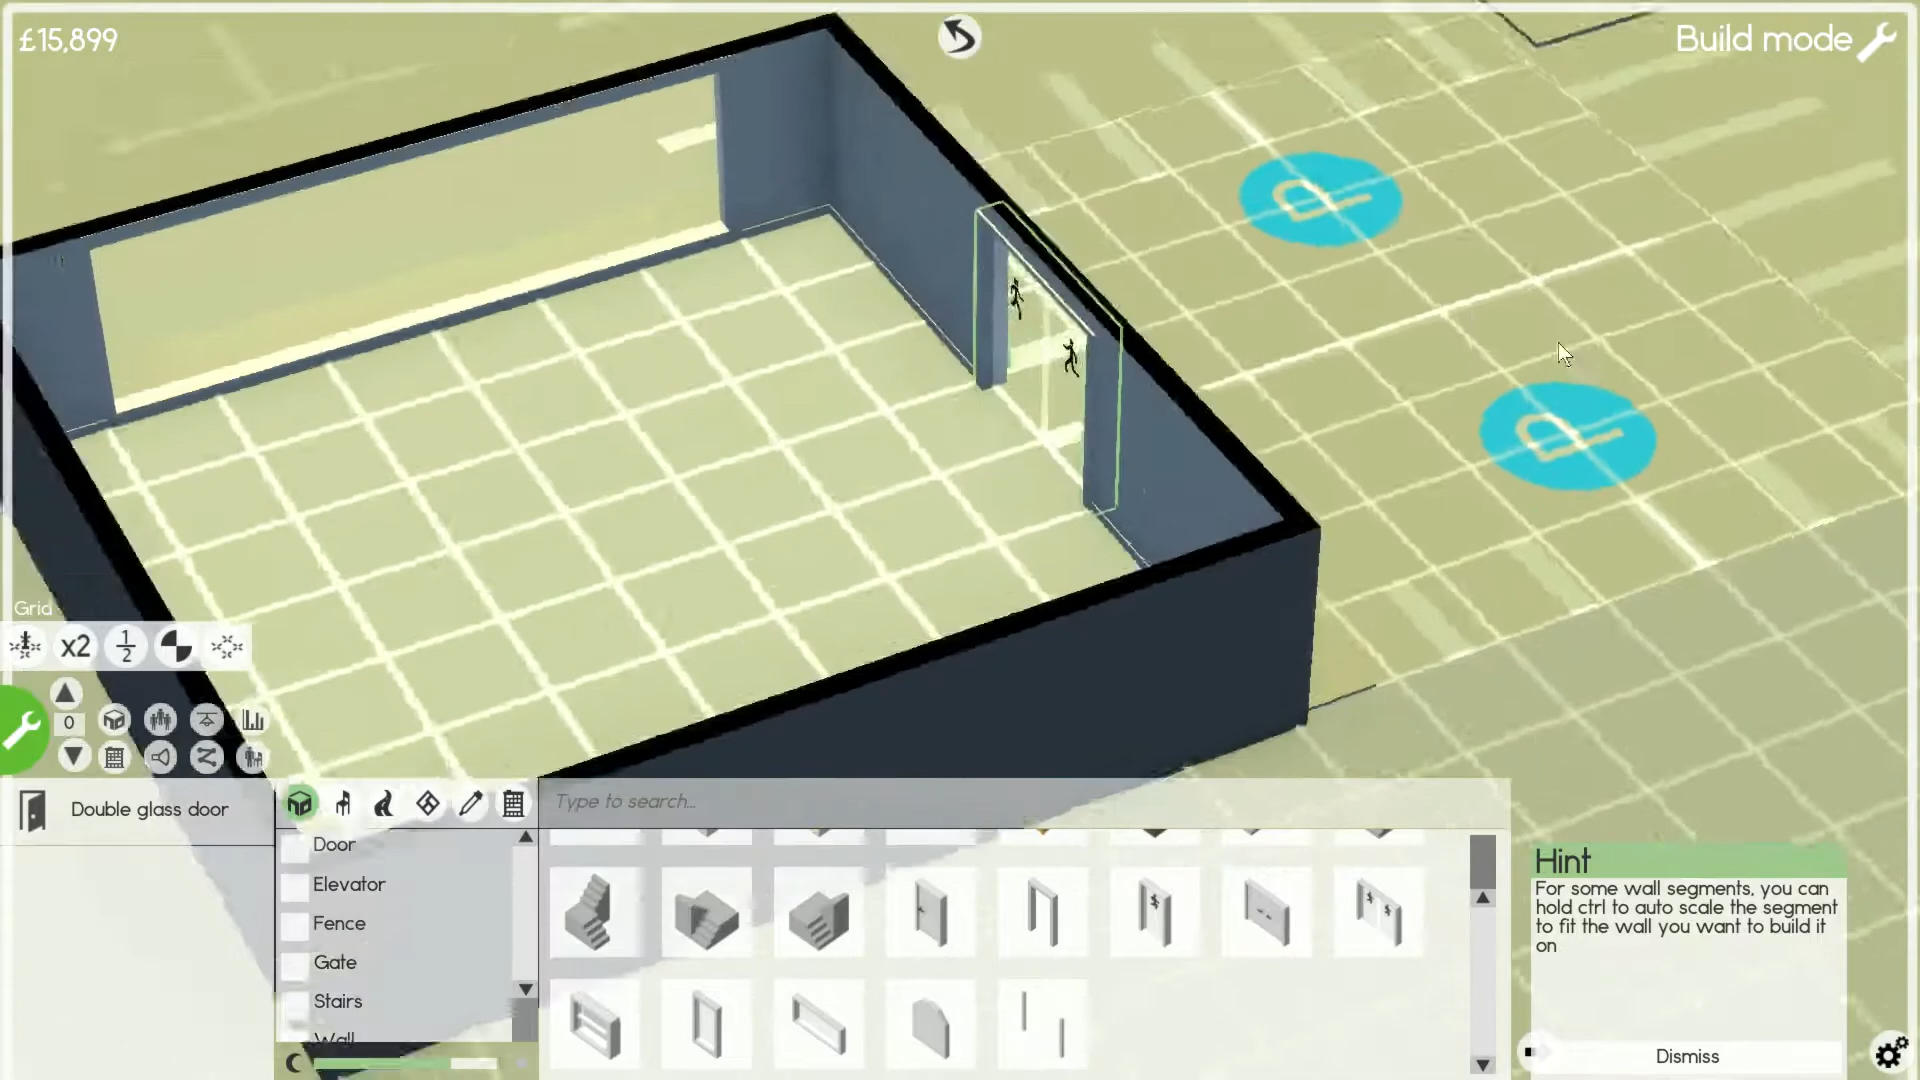 £15,899
Build mode
P
P
Grid
x2
1/2
0
Double glass door
Type to search...
Door
Elevator
Fence
Gate
Stairs
Wall
Hint
For some wall segments, you can
hold ctrl to auto scale the segment
to fit the wall you want to build it
on
Dismiss